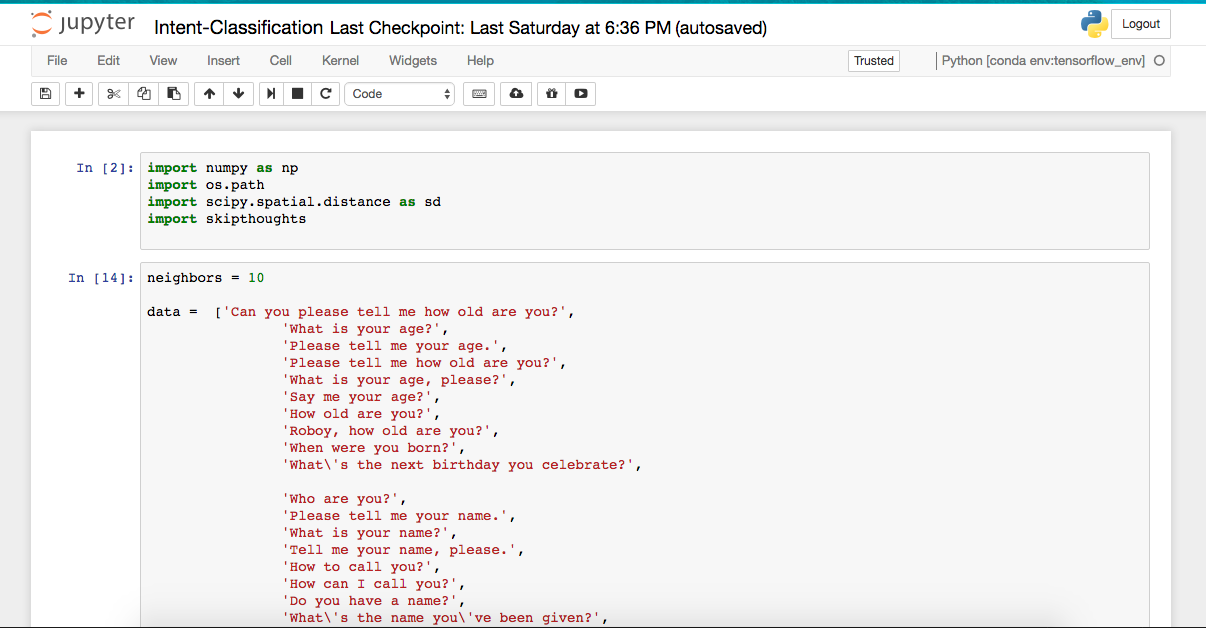 jupyter Intent-Classification Last Checkpoint: Last Saturday at 6:36 PM (autosaved) Logout
File Edit View Insert Cell Kernel Widgets Help Trusted Python [conda env:tensorflow_env]
Code
In [2]: import numpy as np
import os.path
import scipy.spatial.distance as sd
import skipthoughts
In [14]: neighbors = 10
data = ['Can you please tell me how old are you?',
'What is your age?',
'Please tell me your age.',
'Please tell me how old are you?',
'What is your age, please?',
'Say me your age?',
'How old are you?',
'Roboy, how old are you?',
'When were you born?',
'What\'s the next birthday you celebrate?',
'Who are you?',
'Please tell me your name.',
'What is your name?',
'Tell me your name, please.',
'How to call you?',
'How can I call you?',
'Do you have a name?',
'What\'s the name you\'ve been given?',